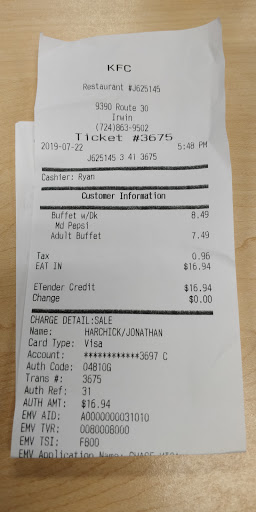 KFC
Restaurant #J625145
9390 Route 30
Irwin
(724)863-9502
Ticket #3675
2019-07-22 5:48 PM
J625145 3 41 3675
Cashier: Ryan
Customer Information
Buffet w/Dk 8.49
Md Pepsi
Adult Buffet 7.49
Tax 0.96
EAT IN $16.94
ETender Credit $16.94
Change $0.00
CHARGE DETAIL:SALE
Name: HARCHICK/JONATHAN
Card Type: Visa
Account: ************3697 C
Auth Code: 04810G
Trans #: 3675
Auth Ref: 31
AUTH AMT: $16.94
EMV AID: A0000000031010
EMV TVR: 0080008000
EMV TSI: F800
EMV Application Name: